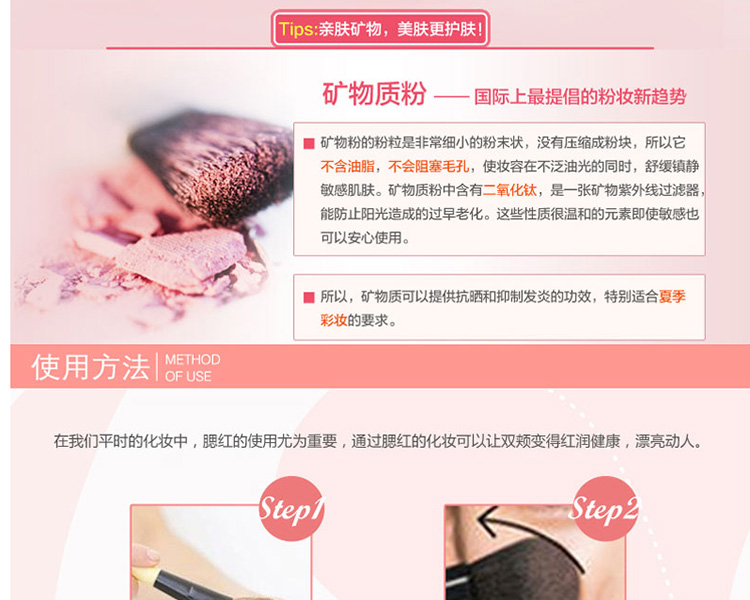 Tips:亲肤矿物，美肤更护肤！
矿物质粉 —— 国际上最提倡的粉妆新趋势
矿物粉的粉粒是非常细小的粉末状，没有压缩成粉块，所以它
不含油脂，不会阻塞毛孔，使妆容在不泛油光的同时，舒缓镇静
敏感肌肤。矿物质粉中含有二氧化钛，是一张矿物紫外线过滤器，
能防止阳光造成的过早老化。这些性质很温和的元素即使敏感也
可以安心使用。
所以，矿物质可以提供抗晒和抑制发炎的功效，特别适合夏季
彩妆的要求。
使用方法
METHOD
OF USE
在我们平时的化妆中，腮红的使用尤为重要，通过腮红的化妆可以让双颊变得红润健康，漂亮动人。
Step1
Step2